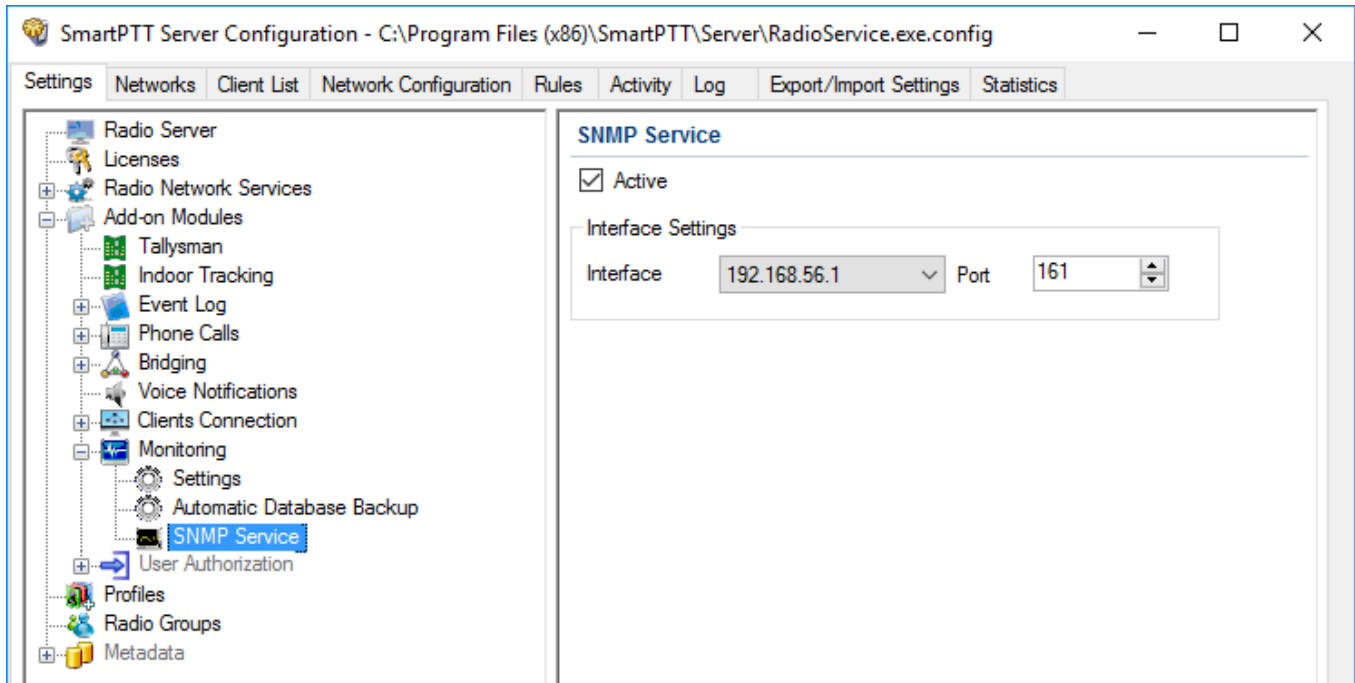 SmartPTT Server Configuration - C:\Program Files (x86)\SmartPTT\Server\RadioService.exe.config
Settings Networks Client List Network Configuration Rules Activity Log Export/Import Settings Statistics
Radio Server
Licenses
Radio Network Services
Add-on Modules
Tallysman
Indoor Tracking
Event Log
Phone Calls
Bridging
Voice Notifications
Clients Connection
Monitoring
Settings
Automatic Database Backup
SNMP Service
User Authorization
Profiles
Radio Groups
Metadata
SNMP Service
Active
Interface Settings
Interface 192.168.56.1 Port 161